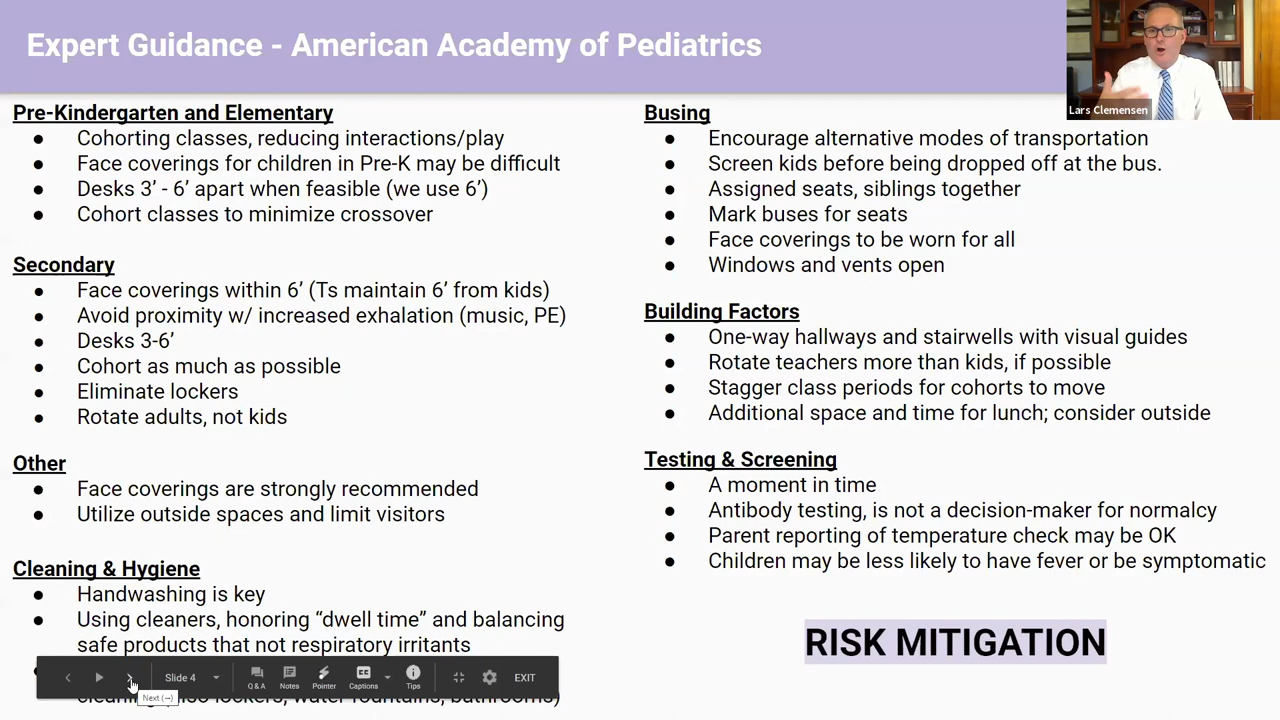 Expert Guidance - American Academy of Pediatrics
Lars Clemensen
Pre-Kindergarten and Elementary
● Cohorting classes, reducing interactions/play
● Face coverings for children in Pre-K may be difficult
● Desks 3’ - 6’ apart when feasible (we use 6’)
● Cohort classes to minimize crossover
Secondary
● Face coverings within 6’ (Ts maintain 6’ from kids)
● Avoid proximity w/ increased exhalation (music, PE)
● Desks 3-6’
● Cohort as much as possible
● Eliminate lockers
● Rotate adults, not kids
Other
● Face coverings are strongly recommended
● Utilize outside spaces and limit visitors
Cleaning & Hygiene
● Handwashing is key
● Using cleaners, honoring “dwell time” and balancing
safe products that not respiratory irritants
lockers, water fountains, bathrooms)
Busing
● Encourage alternative modes of transportation
● Screen kids before being dropped off at the bus.
● Assigned seats, siblings together
● Mark buses for seats
● Face coverings to be worn for all
● Windows and vents open
Building Factors
● One-way hallways and stairwells with visual guides
● Rotate teachers more than kids, if possible
● Stagger class periods for cohorts to move
● Additional space and time for lunch; consider outside
Testing & Screening
● A moment in time
● Antibody testing, is not a decision-maker for normalcy
● Parent reporting of temperature check may be OK
● Children may be less likely to have fever or be symptomatic
RISK MITIGATION
Slide 4
Q & A
Notes
Pointer
Captions
Tips
EXIT
Next (→)